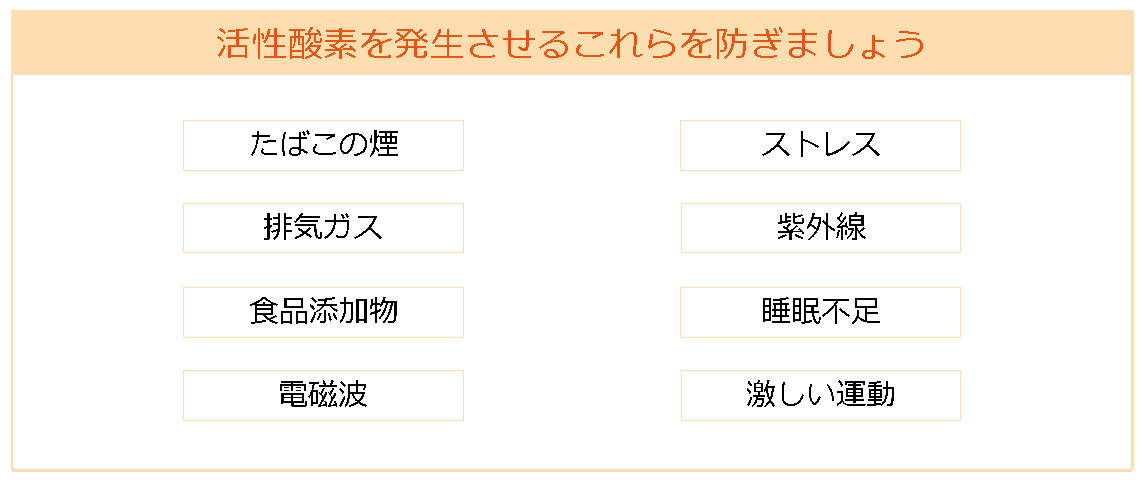 活性酸素を発生させるこれらを防ぎましょう
たばこの煙
ストレス
排気ガス
紫外線
食品添加物
睡眠不足
電磁波
激しい運動